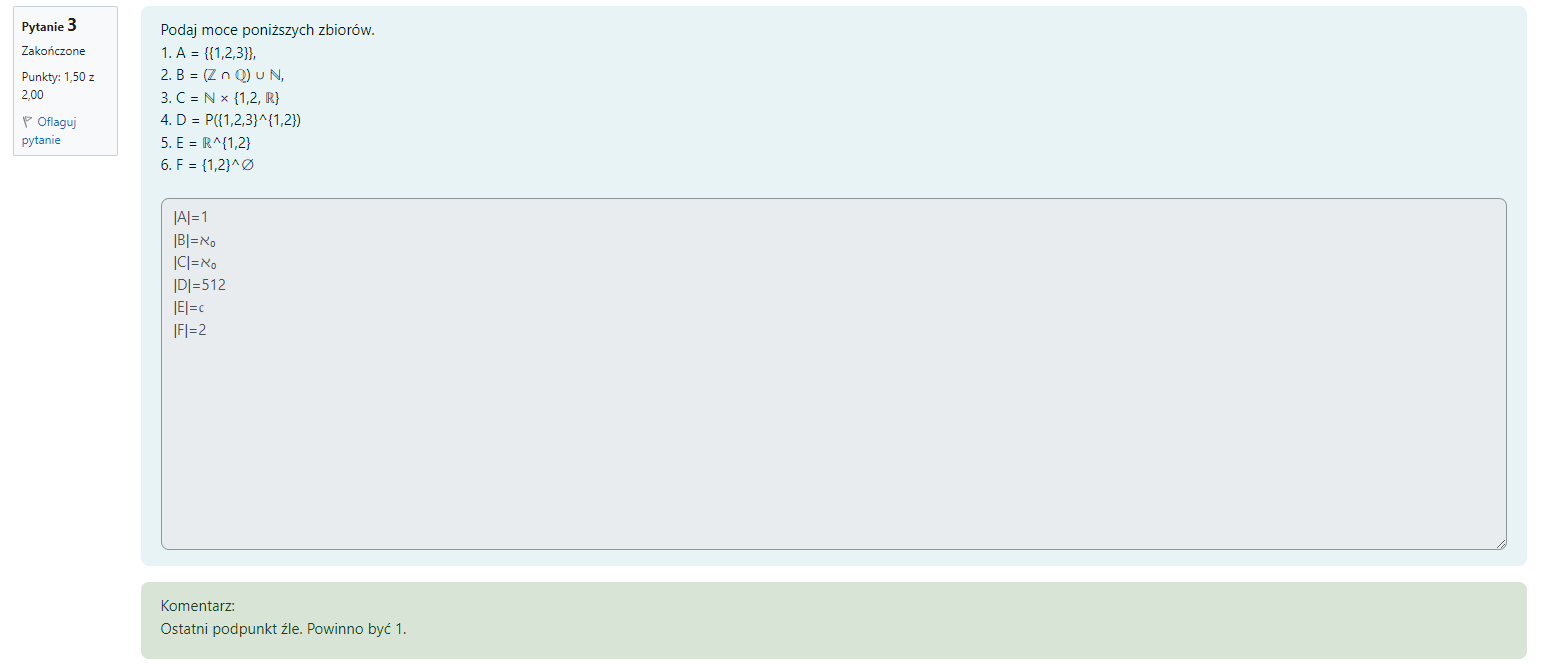 Pytanie 3
Zakończone
Punkty: 1,50 z
2,00
Oflaguj
pytanie
Podaj moce poniższych zbiorów.
1. A = {{1,2,3}},
2. B = (ℤ ∩ ℚ) ∪ ℕ,
3. C = ℕ × {1,2, ℝ}
4. D = P({1,2,3}^{1,2})
5. E = ℝ^{1,2}
6. F = {1,2}^∅
|A|=1
|B|=ℵ₀
|C|=ℵ₀
|D|=512
|E|=𝔠
|F|=2
Komentarz:
Ostatni podpunkt źle. Powinno być 1.